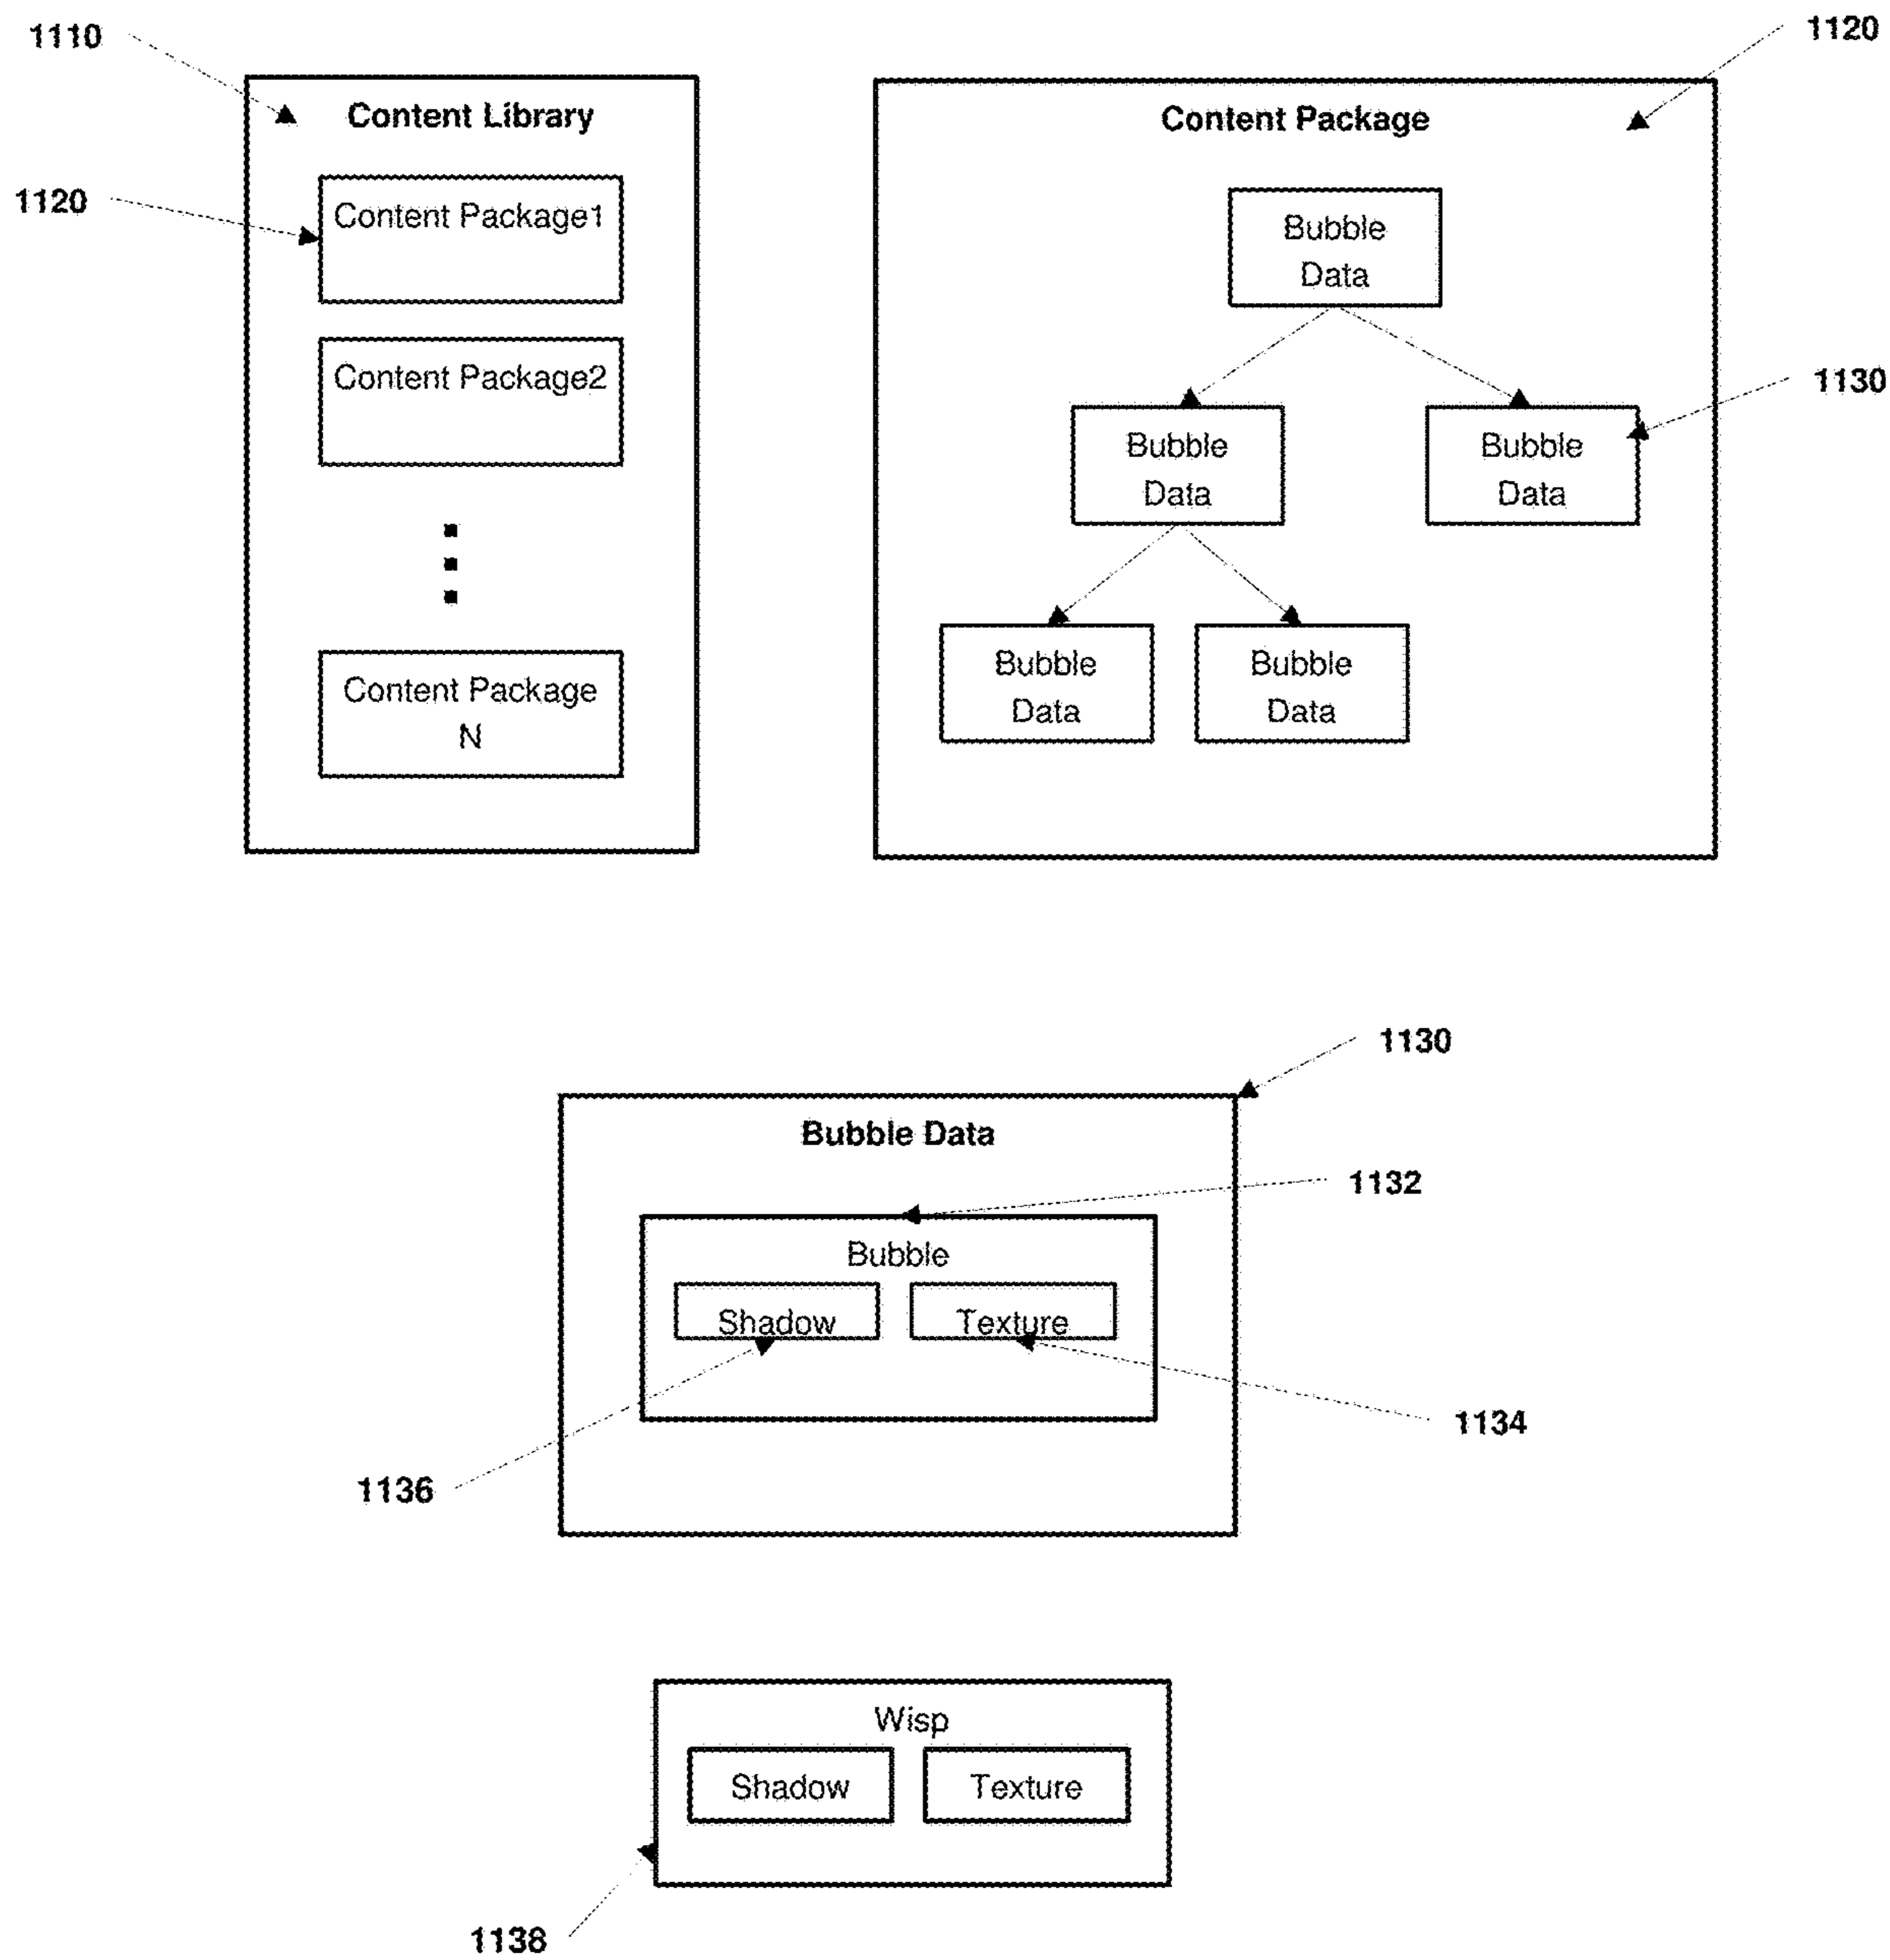 1110
Content Library
1120
Content Package1
Content Package2
Content Package
N
1120
Content Package
Bubble
Data
1130
Bubble
Data
Bubble
Data
Bubble
Data
Bubble
Data
1130
Bubble Data
1132
Bubble
Shadow
Texture
1134
1136
Wisp
Shadow
Texture
1138